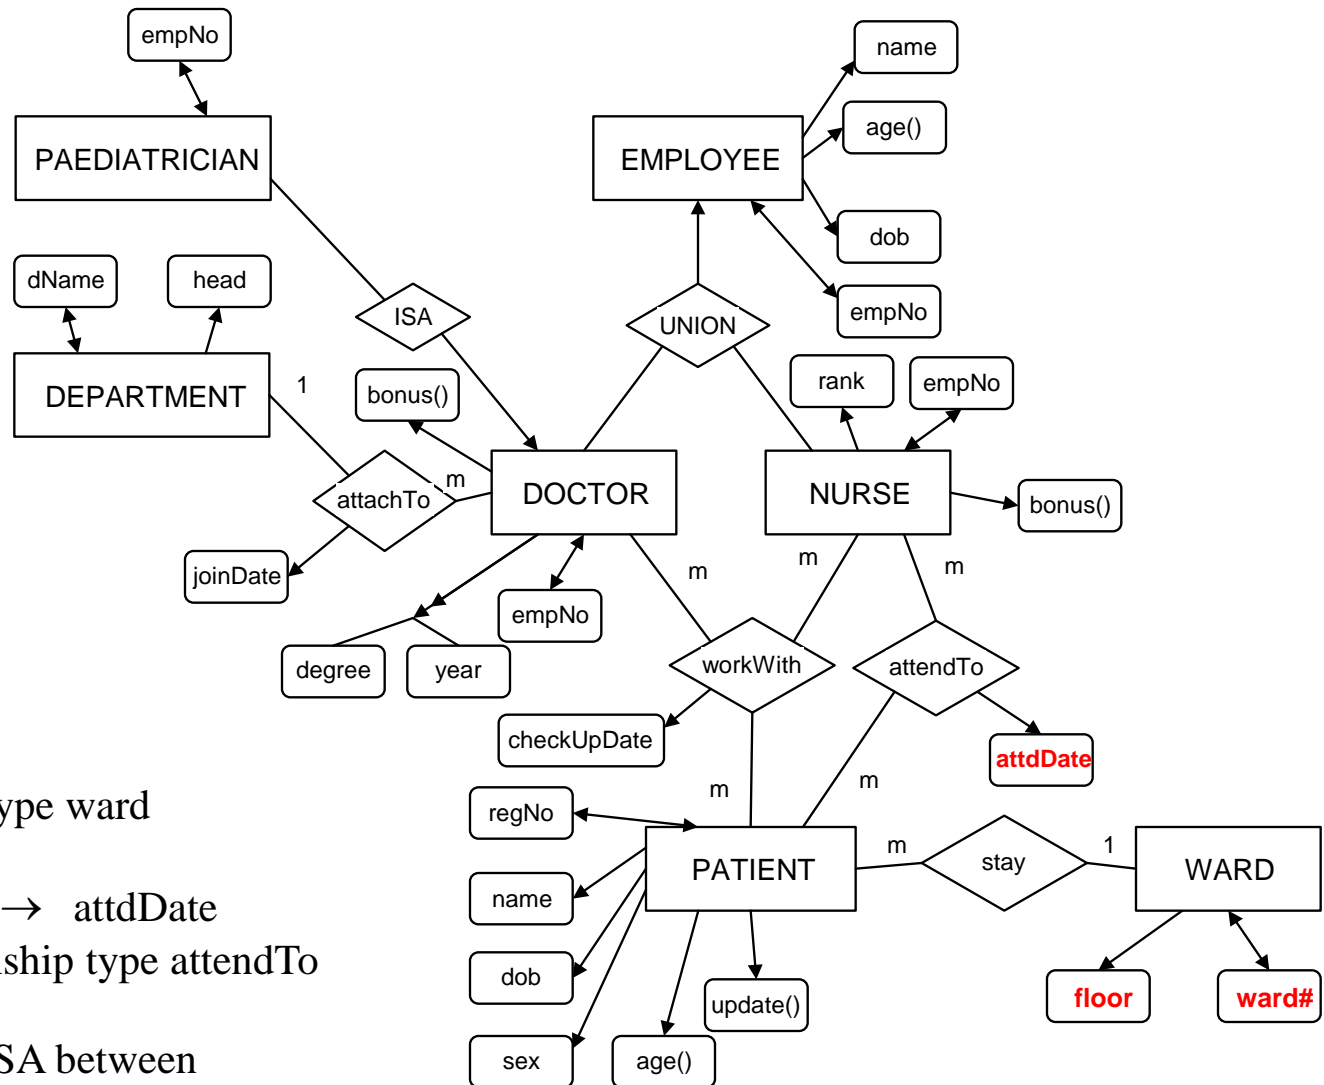 empNo
name
PAEDIATRICIAN
EMPLOYEE
age()
dob
dName
head
empNo
ISA
UNION
DEPARTMENT
1
bonus()
rank
empNo
m
attachTo
DOCTOR
NURSE
bonus()
joinDate
m
m
m
empNo
degree
year
workWith
attendTo
checkUpDate
attdDate
m
m
ype ward
regNo
m
1
PATIENT
stay
WARD
name
→ attdDate
ship type attendTo
dob
update()
floor
ward#
sex
age()
SA between